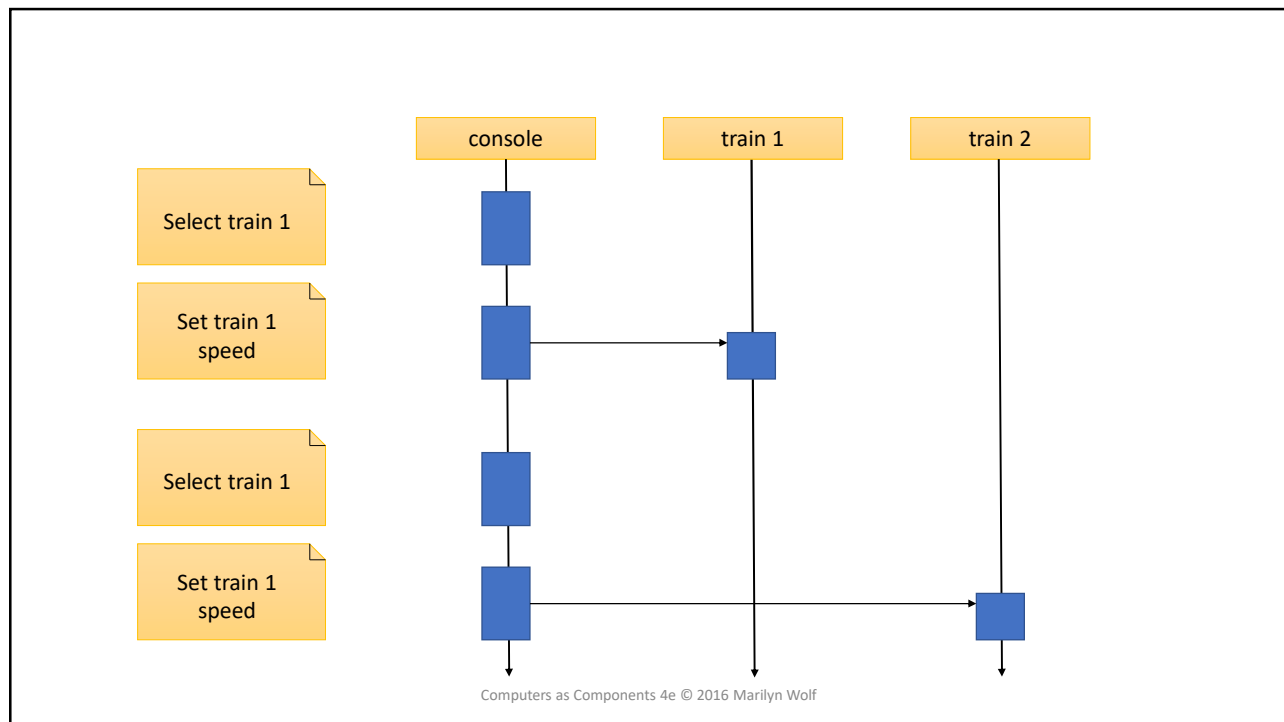 console
train 1
train 2
Select train 1
Set train 1
speed
Select train 1
Set train 1
speed
Computers as Components 4e © 2016 Marilyn Wolf